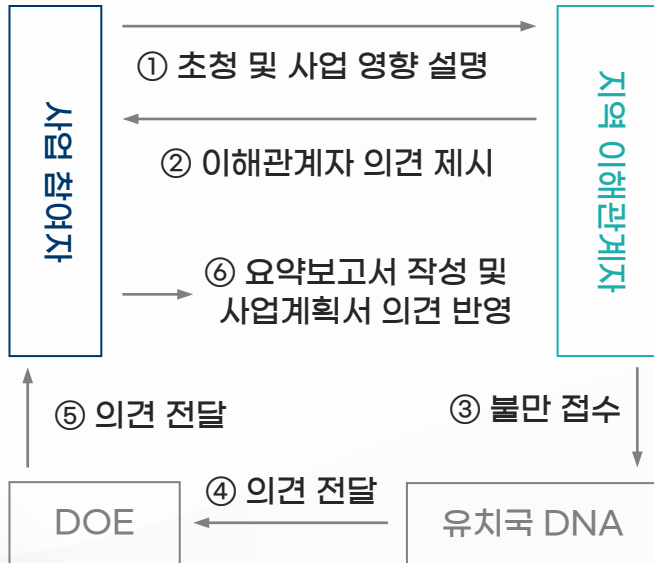 ① 초청 및 사업 영향 설명
사업 참여자
지역 이해관계자
② 이해관계자 의견 제시
⑥ 요약보고서 작성 및
사업계획서 의견 반영
⑤ 의견 전달
③ 불만 접수
④ 의견 전달
DOE
유치국 DNA